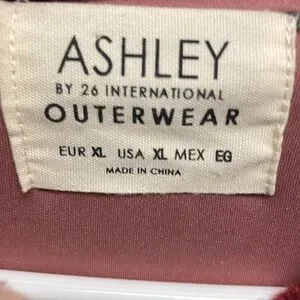 ASHLEY
BY 26 INTERNATIONAL
OUTERWEAR
EUR XL USA XL MEX EG
MADE IN CHINA